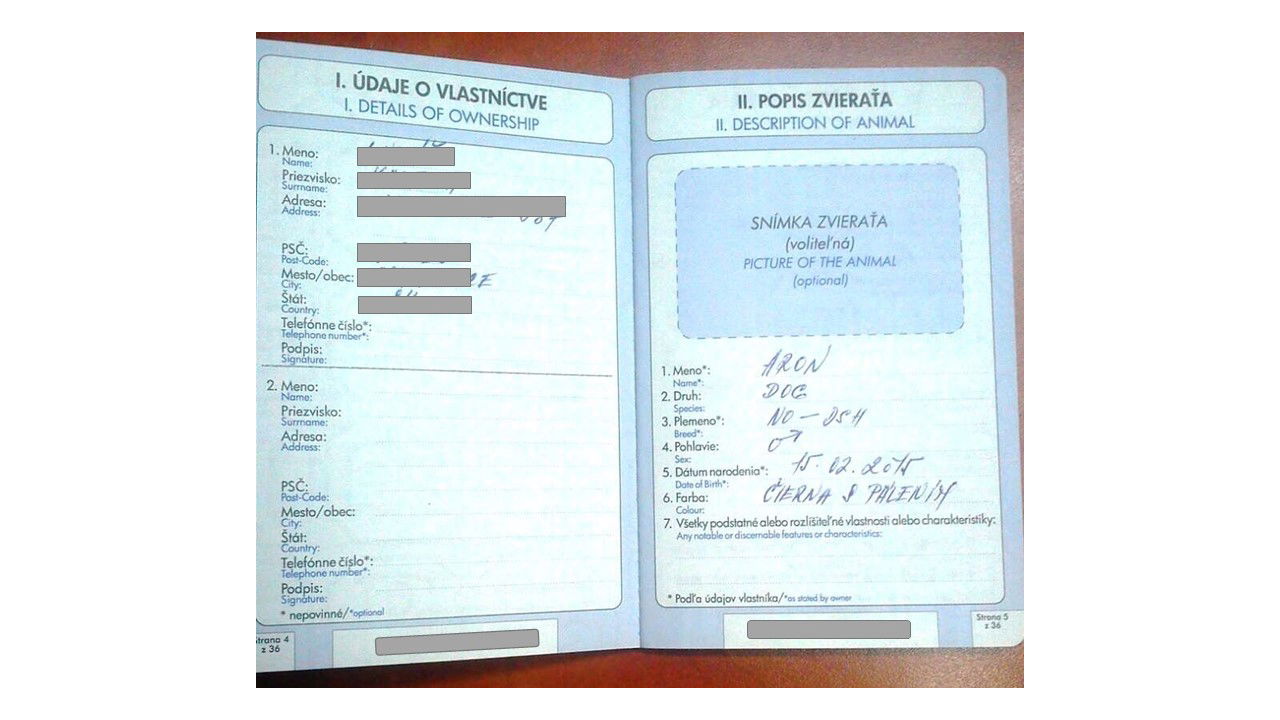 I. ÚDAJE O VLASTNÍCTVE
I. DETAILS OF OWNERSHIP
1. Meno:
Name:
Priezvisko:
Surrname:
Adresa:
Address:
PSČ:
Post-Code:
Mesto/obec:
City:
Štát:
Country:
Telefónne číslo*:
Telephone number*:
Podpis:
Signature:
2. Meno:
Name:
Priezvisko:
Surrname:
Adresa:
Address:
PSČ:
Post-Code:
Mesto/obec:
City:
Štát:
Country:
Telefónne číslo*:
Telephone number*:
Podpis:
Signature:
* nepovinné/*optional
Strana 4
z 36
II. POPIS ZVIERAŤA
II. DESCRIPTION OF ANIMAL
SNÍMKA ZVIERAŤA
(voliteľná)
PICTURE OF THE ANIMAL
(optional)
1. Meno*: ARON
Name*:
2. Druh: DOG
Species:
3. Plemeno*: NO – DSH
Breed*:
4. Pohlavie: ♂
Sex:
5. Dátum narodenia*: 15.02.2015
Date of Birth*:
6. Farba: ČIERNA S PÁLENÍM
Colour:
7. Všetky podstatné alebo rozlíšiteľné vlastnosti alebo charakteristiky:
Any notable or discernable features or characteristics:
* Podľa údajov vlastníka/*as stated by owner
Strana 5
z 36